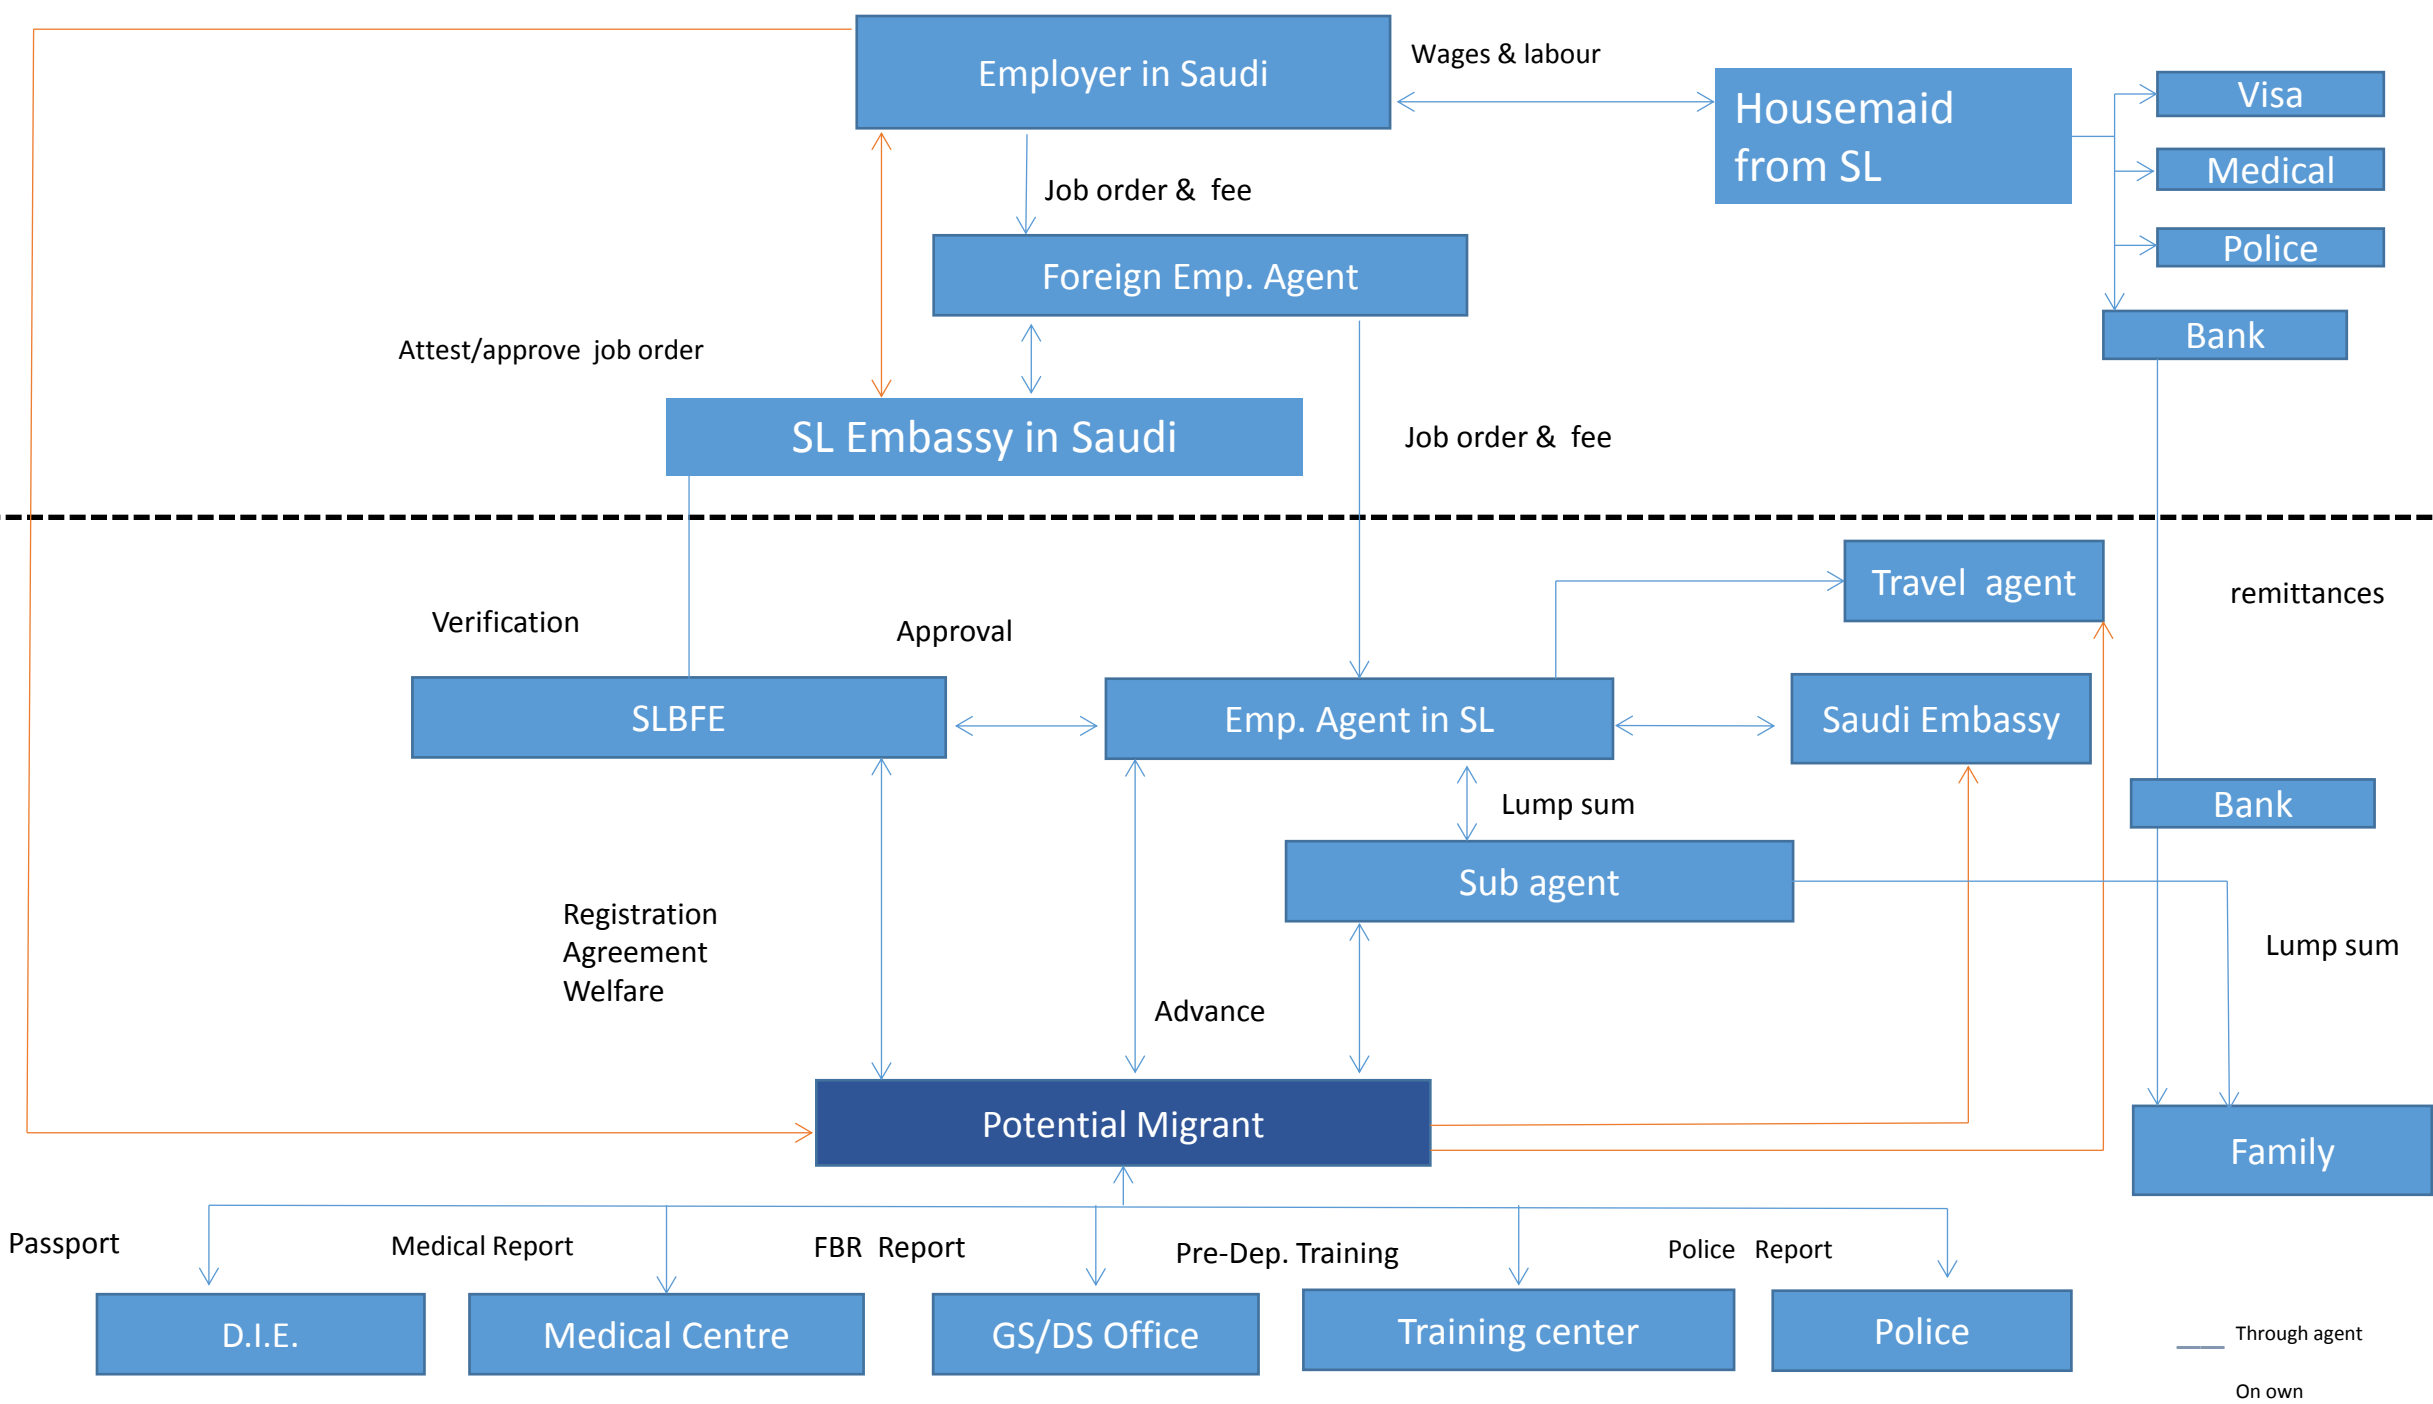 Employer in Saudi
Wages & labour
Housemaid
from SL
Visa
Medical
Police
Bank
Job order &  fee
Foreign Emp. Agent
Attest/approve  job order
SL Embassy in Saudi
Job order &  fee
Travel  agent
remittances
Verification
Approval
SLBFE
Emp. Agent in SL
Saudi Embassy
Bank
Lump sum
Sub agent
Registration
Agreement
Welfare
Lump sum
Advance
Potential Migrant
Family
Passport
Medical Report
FBR  Report
Pre-Dep. Training
Police   Report
D.I.E.
Medical Centre
GS/DS Office
Training center
Police
Through agent
On own